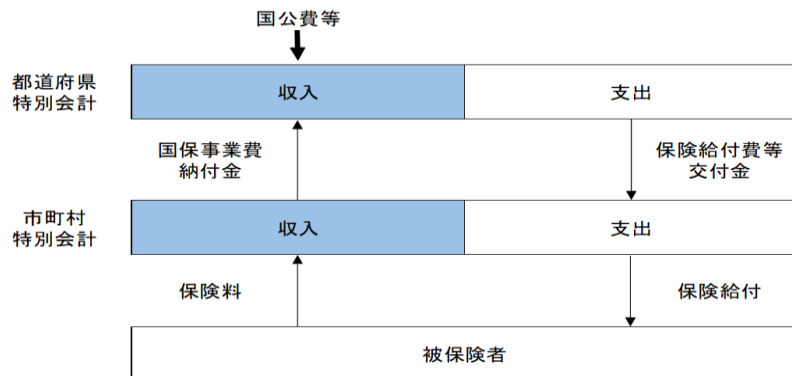 国公費等
都道府県
特別会計
収入
支出
国保事業費
納付金
保険給付費等
交付金
市町村
特別会計
収入
支出
保険料
保険給付
被保険者